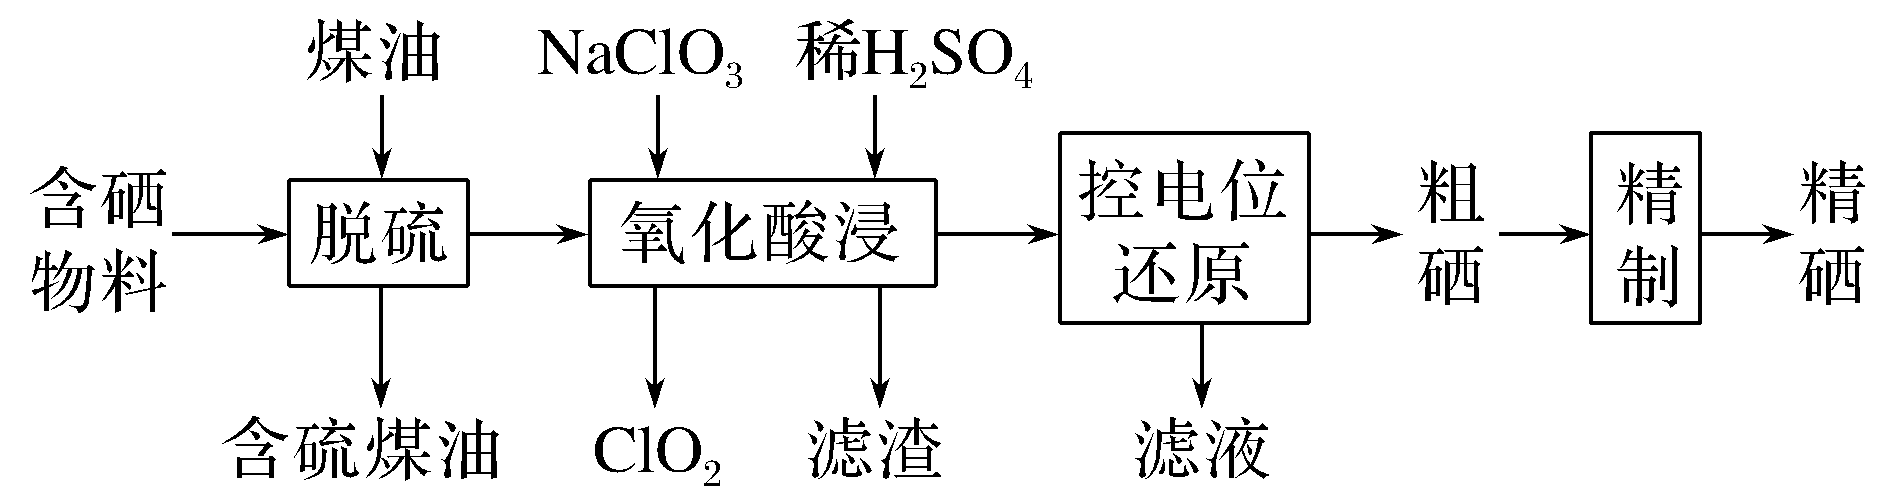 煤油
NaClO₃
稀H₂SO₄
含硒
物料
脱硫
氧化酸浸
控电位
还原
粗
硒
精
制
精
硒
含硫煤油
ClO₂
滤渣
滤液